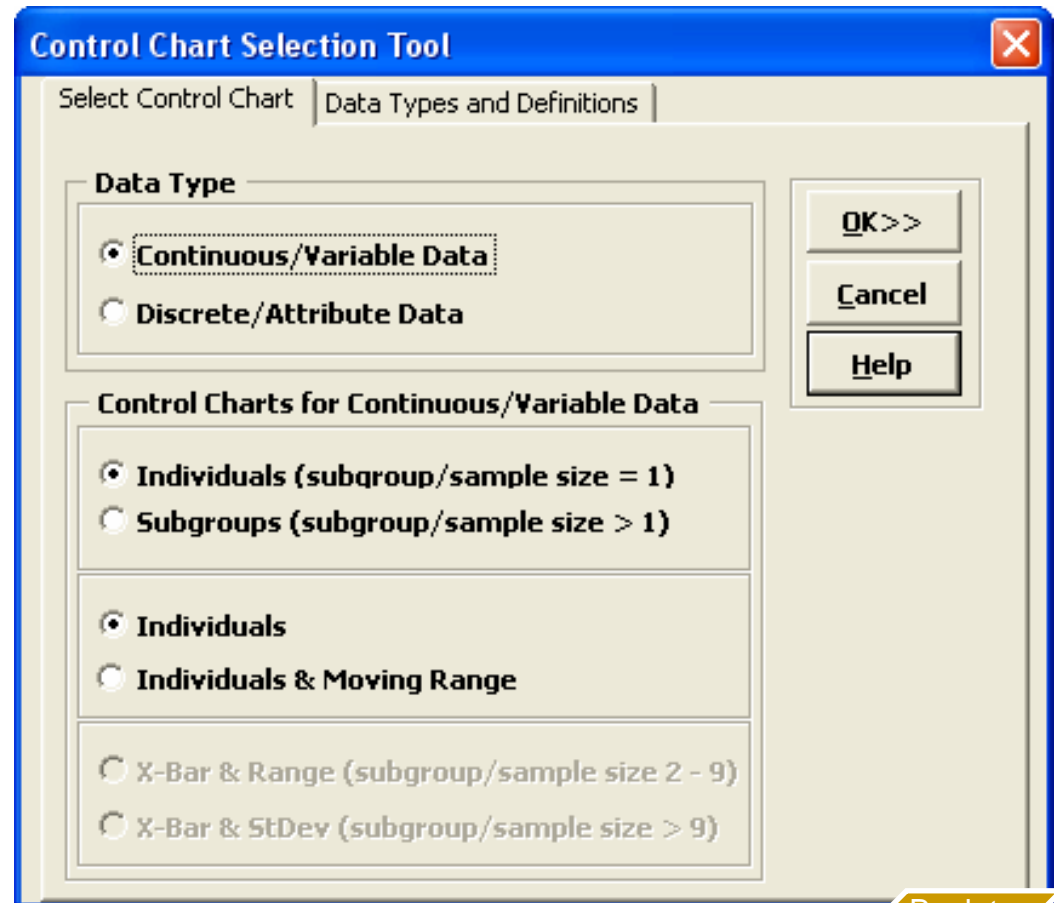 Control Chart Selection Tool
Select Control Chart
Data Types and Definitions
Data Type
Continuous/Variable Data
Discrete/Attribute Data
OK>>
Cancel
Help
Control Charts for Continuous/Variable Data
Individuals (subgroup/sample size = 1)
Subgroups (subgroup/sample size > 1)
Individuals
Individuals & Moving Range
X-Bar & Range (subgroup/sample size 2 - 9)
X-Bar & StDev (subgroup/sample size > 9)